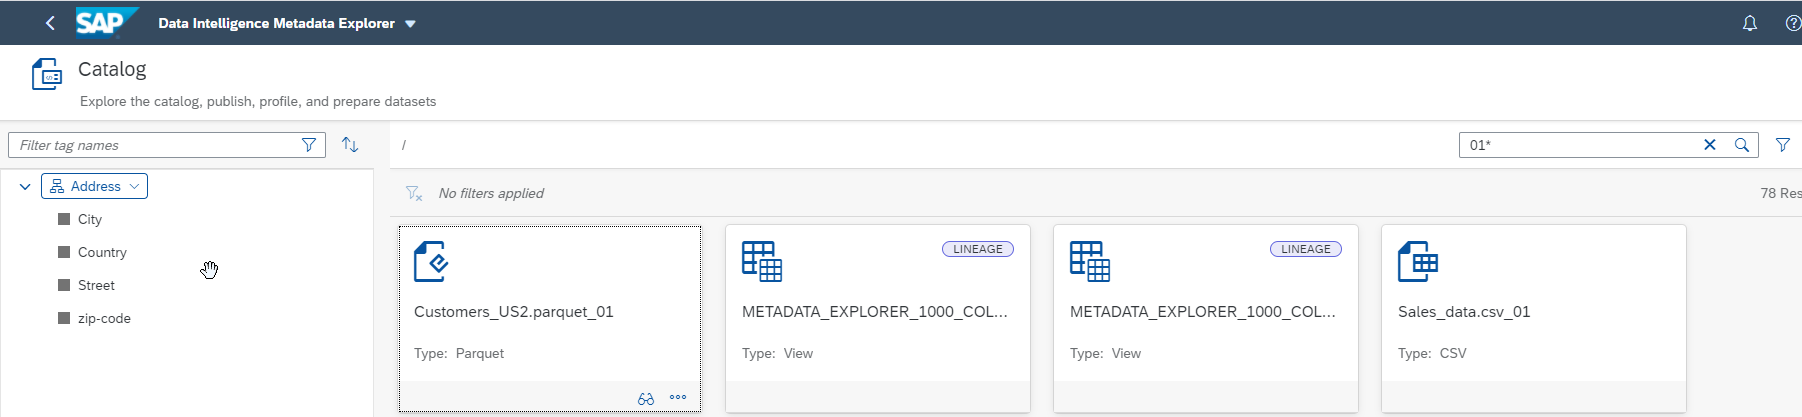 SAP Data Intelligence Metadata Explorer
Catalog
Explore the catalog, publish, profile, and prepare datasets
Filter tag names
/
01*
Address
No filters applied
78 Res
City
Country
Street
zip-code
LINEAGE
LINEAGE
Customers_US2.parquet_01
METADATA_EXPLORER_1000_COL...
METADATA_EXPLORER_1000_COL...
Sales_data.csv_01
Type: Parquet
Type: View
Type: View
Type: CSV